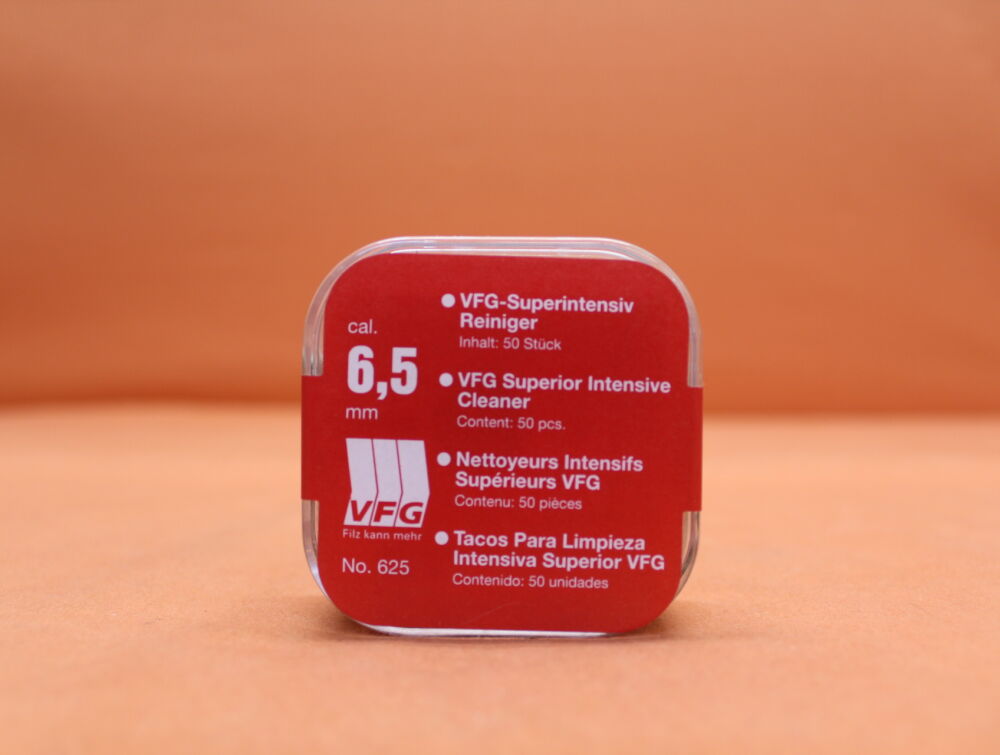 cal.
6,5
mm
VFG
Filz kann mehr
No. 625
VFG-Superintensiv
Reiniger
Inhalt: 50 Stück
VFG Superior Intensive
Cleaner
Content: 50 pcs.
Nettoyeurs Intensifs
Supérieurs VFG
Contenu: 50 pièces
Tacos Para Limpieza
Intensiva Superior VFG
Contenido: 50 unidades